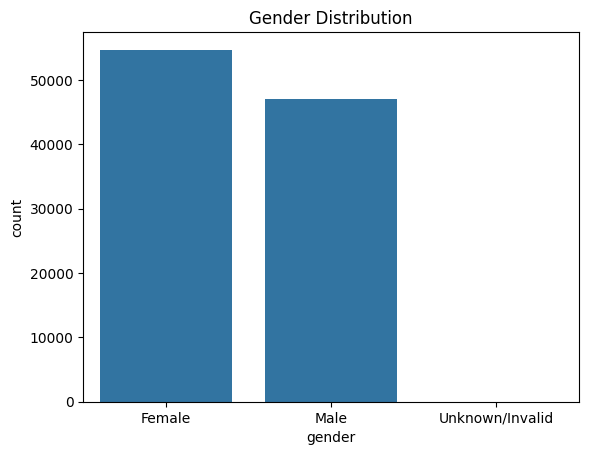 Gender Distribution
50000
40000
30000
20000
10000
0
count
Female Male Unknown/Invalid
gender